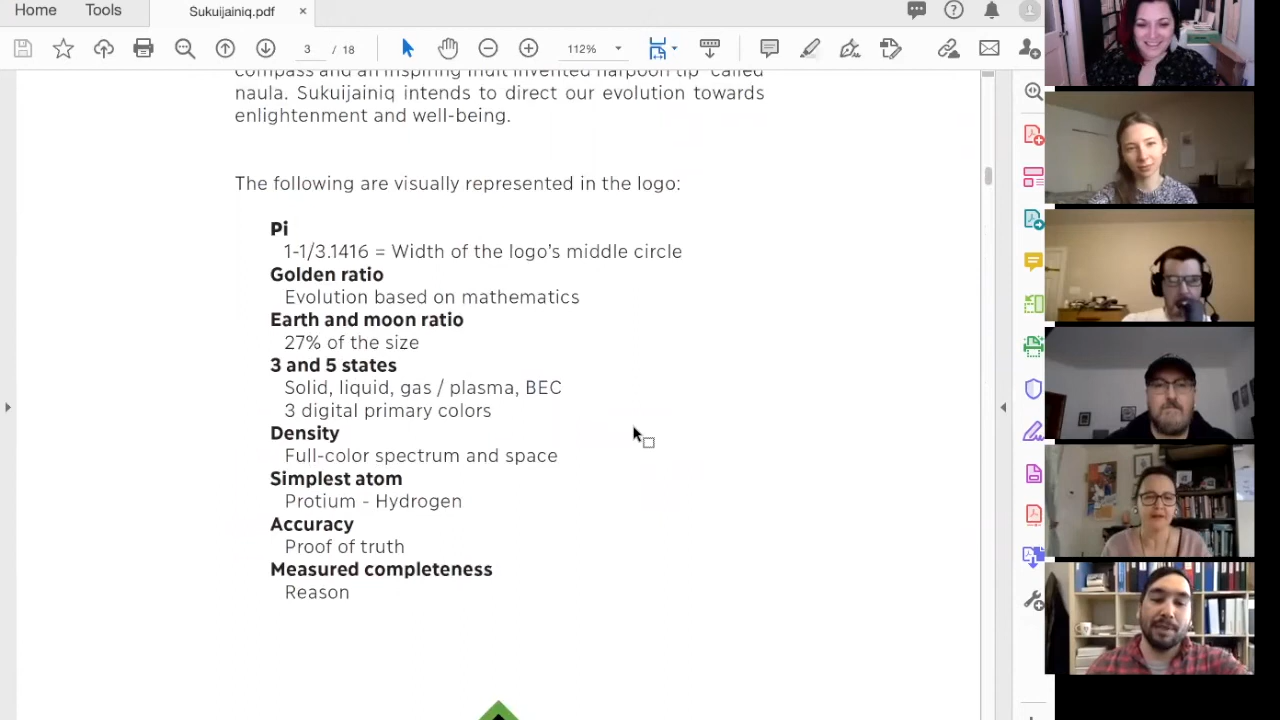 Home Tools Sukuijainiq.pdf ×
3 / 18 112%
compass and an inspiring Inuit invented harpoon tip called
naula. Sukuijainiq intends to direct our evolution towards
enlightenment and well-being.
The following are visually represented in the logo:
Pi
1-1/3.1416 = Width of the logo's middle circle
Golden ratio
Evolution based on mathematics
Earth and moon ratio
27% of the size
3 and 5 states
Solid, liquid, gas / plasma, BEC
3 digital primary colors
Density
Full-color spectrum and space
Simplest atom
Protium - Hydrogen
Accuracy
Proof of truth
Measured completeness
Reason